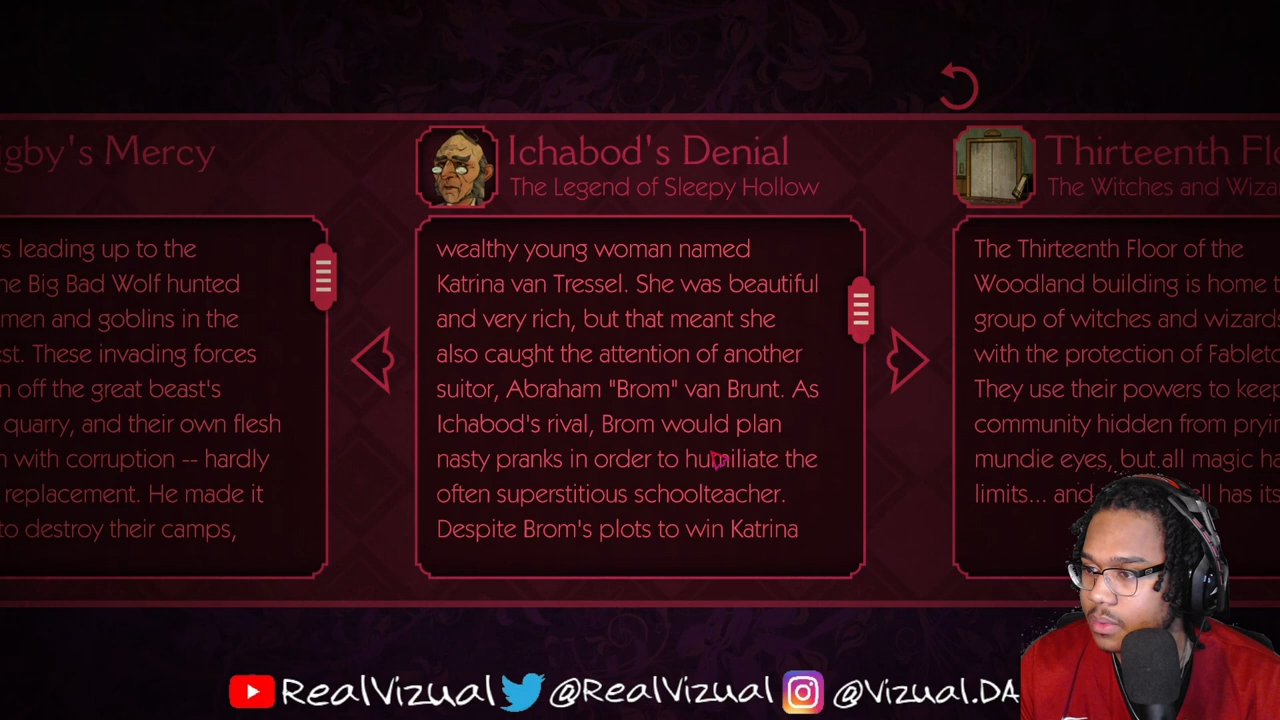 igby's Mercy
s leading up to the
ne Big Bad Wolf hunted
men and goblins in the
st. These invading forces
n off the great beast's
quarry, and their own flesh
n with corruption -- hardly
replacement. He made it
to destroy their camps,
Ichabod's Denial
The Legend of Sleepy Hollow
wealthy young woman named
Katrina van Tressel. She was beautiful
and very rich, but that meant she
also caught the attention of another
suitor, Abraham "Brom" van Brunt. As
Ichabod's rival, Brom would plan
nasty pranks in order to humiliate the
often superstitious schoolteacher.
Despite Brom's plots to win Katrina
Thirteenth Flo
The Witches and Wiza
The Thirteenth Floor of the
Woodland building is home t
group of witches and wizards
with the protection of Fableto
They use their powers to keep
community hidden from pryin
mundie eyes, but all magic ha
limits... and ll has its
RealVizual @RealVizual @Vizual.DA